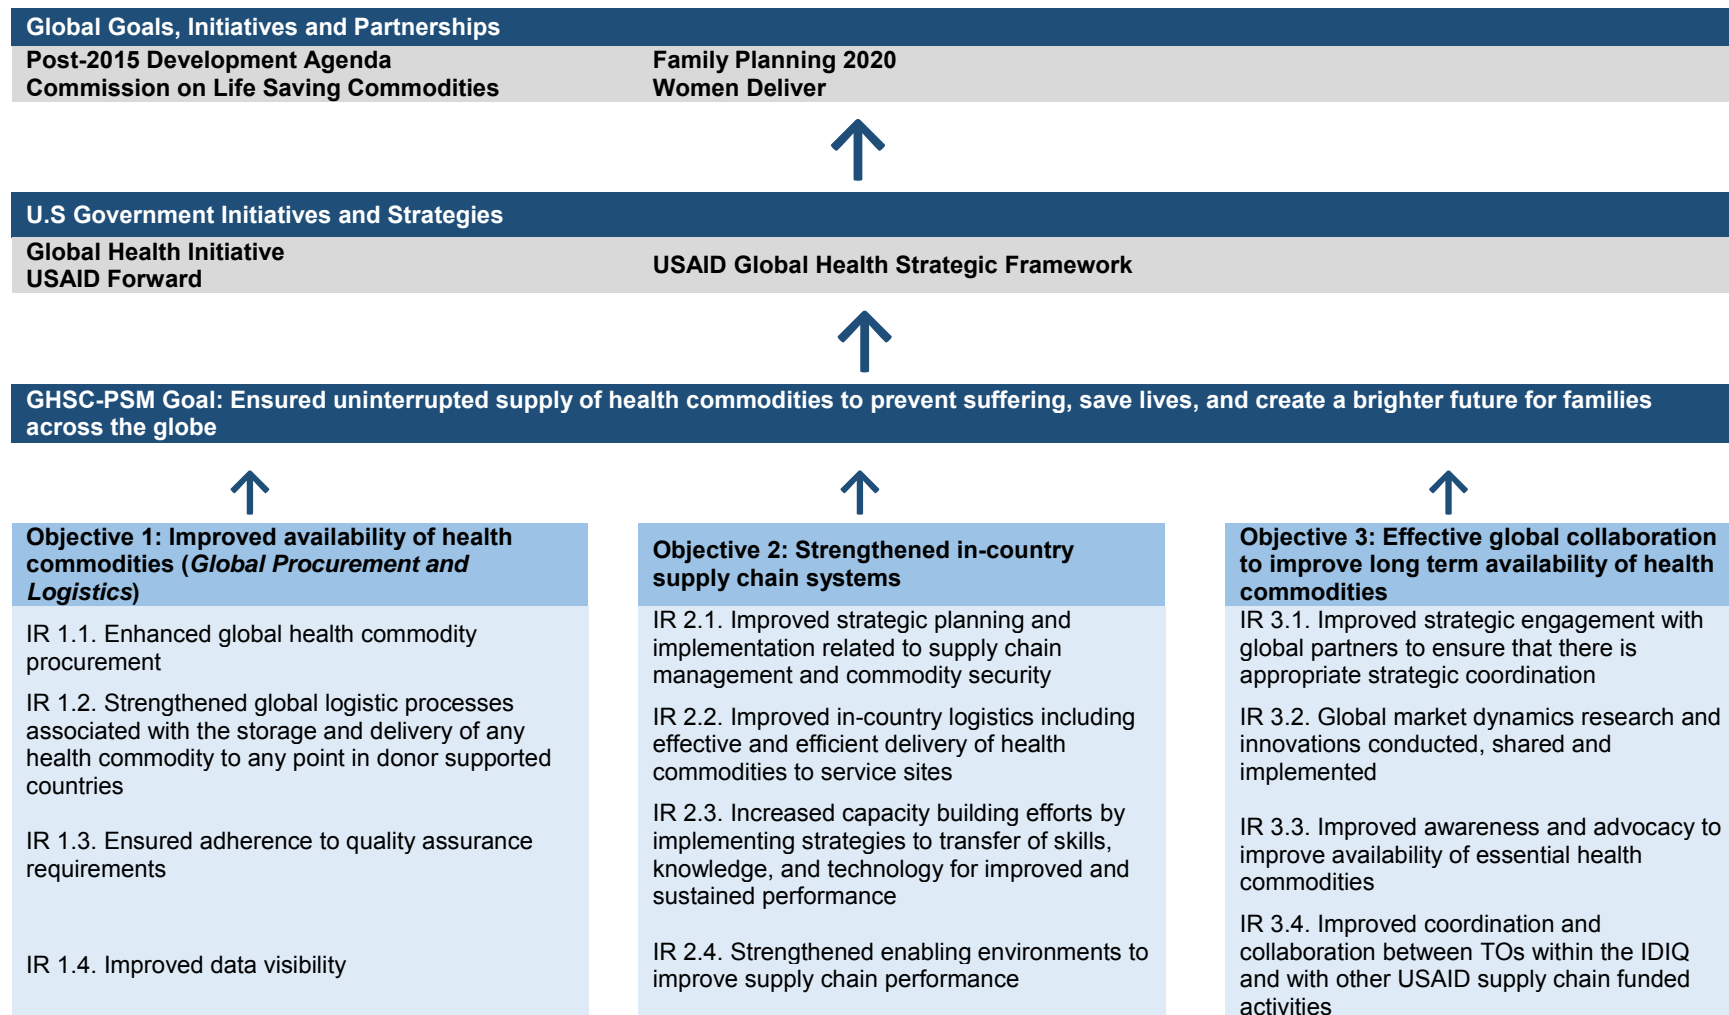 Global Goals, Initiatives and Partnerships
Post-2015 Development Agenda
Commission on Life Saving Commodities
Family Planning 2020
Women Deliver
U.S Government Initiatives and Strategies
Global Health Initiative
USAID Forward
USAID Global Health Strategic Framework
GHSC-PSM Goal: Ensured uninterrupted supply of health commodities to prevent suffering, save lives, and create a brighter future for families
across the globe
Objective 1: Improved availability of health
commodities (Global Procurement and
Logistics)
IR 1.1. Enhanced global health commodity
procurement
IR 1.2. Strengthened global logistic processes
associated with the storage and delivery of any
health commodity to any point in donor supported
countries
IR 1.3. Ensured adherence to quality assurance
requirements
IR 1.4. Improved data visibility
Objective 2: Strengthened in-country
supply chain systems
IR 2.1. Improved strategic planning and
implementation related to supply chain
management and commodity security
IR 2.2. Improved in-country logistics including
effective and efficient delivery of health
commodities to service sites
IR 2.3. Increased capacity building efforts by
implementing strategies to transfer of skills,
knowledge, and technology for improved and
sustained performance
IR 2.4. Strengthened enabling environments to
improve supply chain performance
Objective 3: Effective global collaboration
to improve long term availability of health
commodities
IR 3.1. Improved strategic engagement with
global partners to ensure that there is
appropriate strategic coordination
IR 3.2. Global market dynamics research and
innovations conducted, shared and
implemented
IR 3.3. Improved awareness and advocacy to
improve availability of essential health
commodities
IR 3.4. Improved coordination and
collaboration between TOs within the IDIQ
and with other USAID supply chain funded
activities